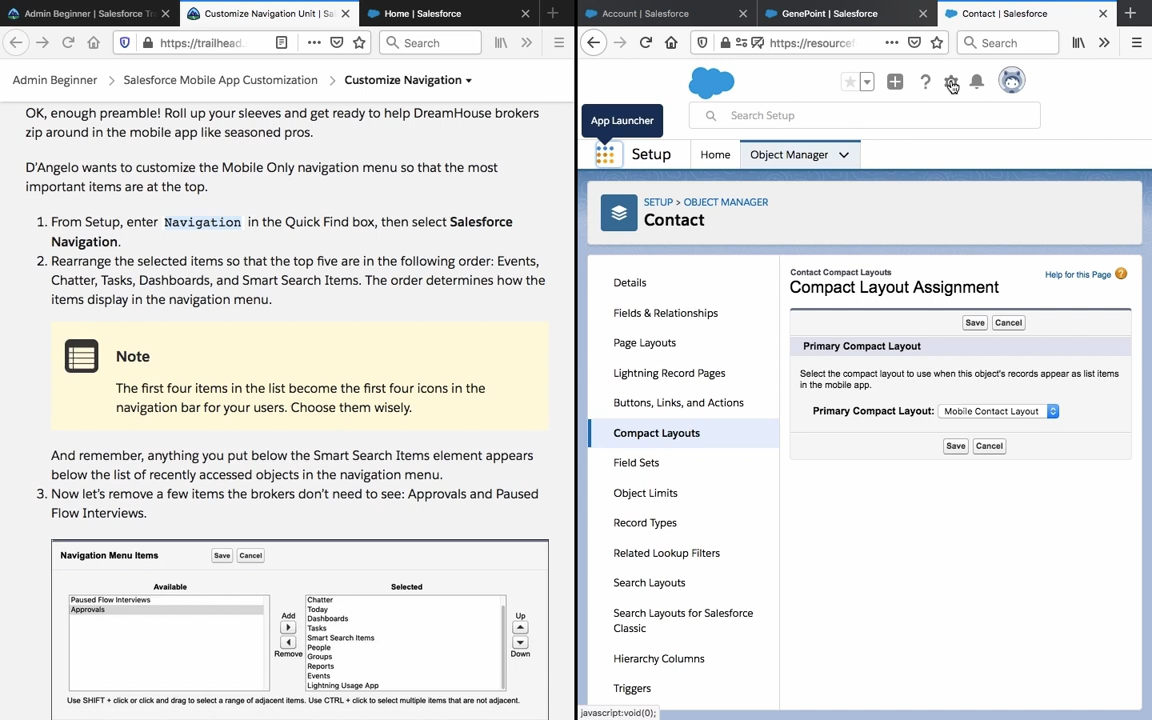 Admin Beginner | Salesforce Tr
Customize Navigation Unit | Sa
Home | Salesforce
https://trailhead.
Search
Admin Beginner
Salesforce Mobile App Customization
Customize Navigation
OK, enough preamble! Roll up your sleeves and get ready to help DreamHouse brokers
zip around in the mobile app like seasoned pros.
D'Angelo wants to customize the Mobile Only navigation menu so that the most
important items are at the top.
1. From Setup, enter Navigation in the Quick Find box, then select Salesforce
Navigation.
2. Rearrange the selected items so that the top five are in the following order: Events,
Chatter, Tasks, Dashboards, and Smart Search Items. The order determines how the
items display in the navigation menu.
Note
The first four items in the list become the first four icons in the
navigation bar for your users. Choose them wisely.
And remember, anything you put below the Smart Search Items element appears
below the list of recently accessed objects in the navigation menu.
3. Now let's remove a few items the brokers don't need to see: Approvals and Paused
Flow Interviews.
Navigation Menu Items
Save
Cancel
Available
Paused Flow Interviews
Approvals
Add
Remove
Selected
Chatter
Today
Dashboards
Tasks
Smart Search Items
People
Groups
Reports
Events
Lightning Usage App
Up
Down
Use SHIFT + click or click and drag to select a range of adjacent items. Use CTRL + click to select multiple items that are not adjacent.
Account | Salesforce
GenePoint | Salesforce
Contact | Salesforce
https://resource
Search
Search Setup
App Launcher
Setup
Home
Object Manager
SETUP > OBJECT MANAGER
Contact
Details
Fields & Relationships
Page Layouts
Lightning Record Pages
Buttons, Links, and Actions
Compact Layouts
Field Sets
Object Limits
Record Types
Related Lookup Filters
Search Layouts
Search Layouts for Salesforce
Classic
Hierarchy Columns
Triggers
Contact Compact Layouts
Compact Layout Assignment
Help for this Page
Save
Cancel
Primary Compact Layout
Select the compact layout to use when this object's records appear as list items
in the mobile app.
Primary Compact Layout: Mobile Contact Layout
Save
Cancel
javascript:void(0);